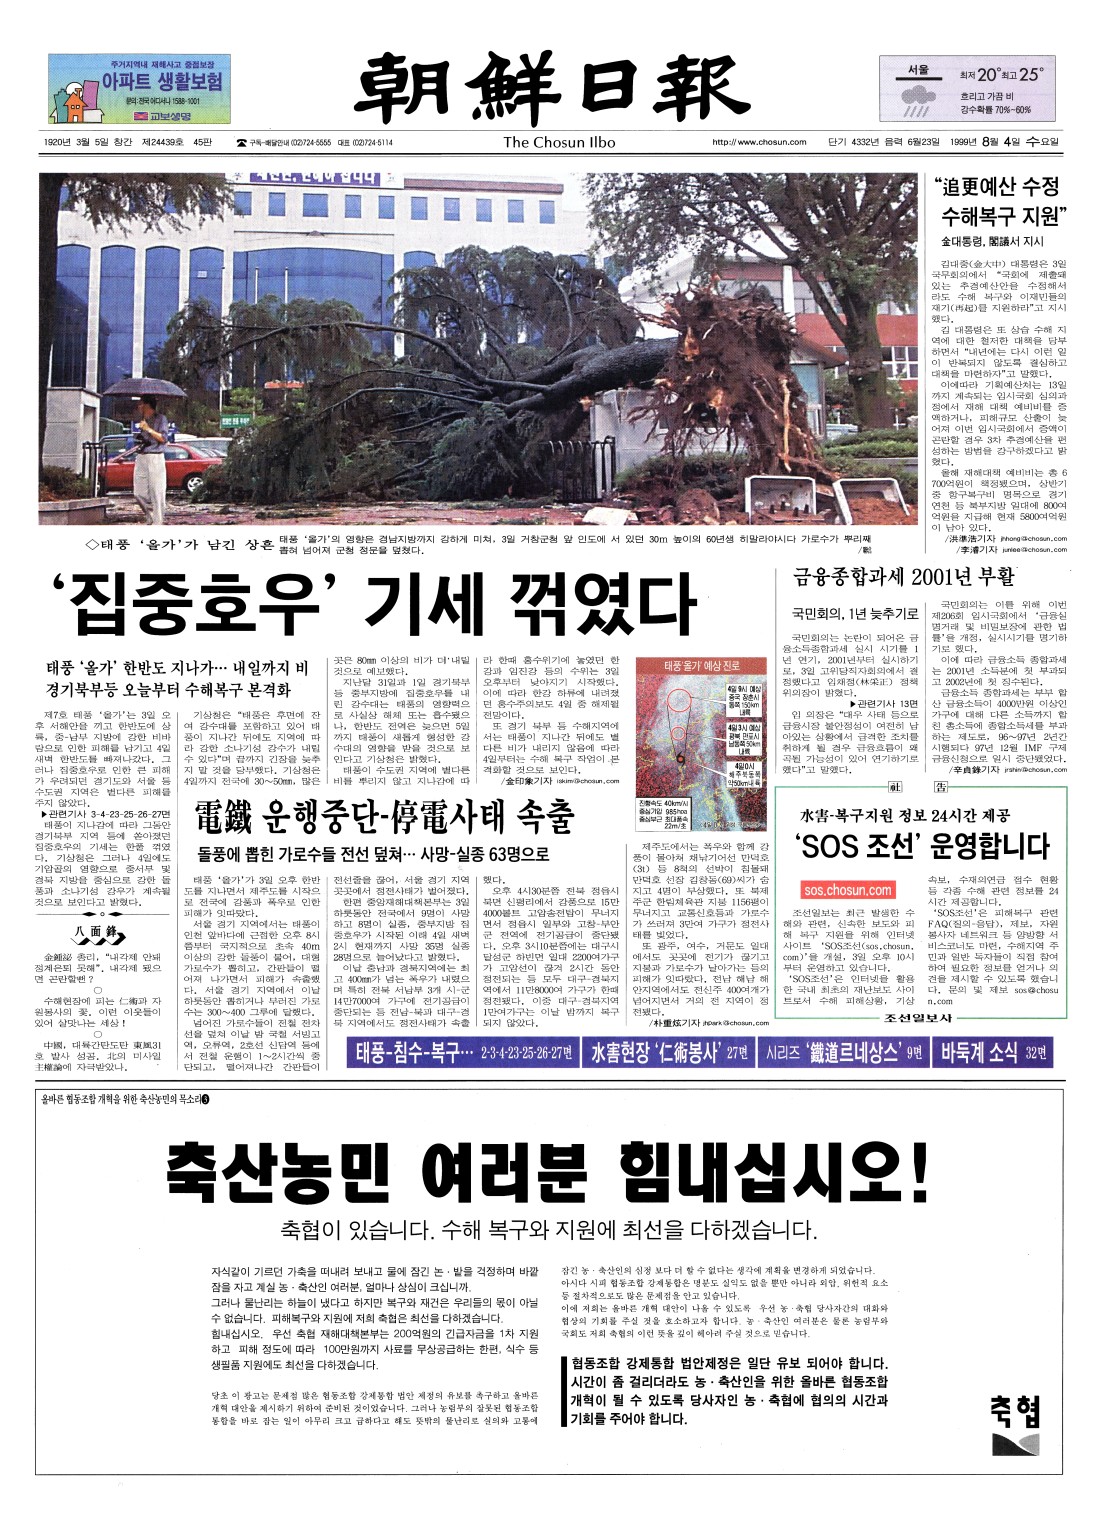 주거지역내 재해사고 중점보장
아파트 생활보험
문의:전국 어디서나 1588-1001
교보생명
朝鮮日報
서울
최저 20° 최고 25°
흐리고 가끔 비
강수확률 70%~60%
1920년 3월 5일 창간 제24439호 45판
☎구독·배달안내 (02)724-5555 대표 (02)724-5114
The Chosun Ilbo
http://www.chosun.com
단기 4332년 음력 6월23일 1999년 8월 4일 수요일
◇태풍 ‘올가’가 남긴 상흔
태풍 ‘올가’의 영향은 경남지방까지 강하게 미쳐, 3일 거창군청 앞 인도에 서 있던 30m 높이의 60년생 히말라야시다 가로수가 뿌리째
뽑혀 넘어져 군청 정문을 덮쳤다.
“追更예산 수정
수해복구 지원”
金대통령, 閣議서 지시
김대중(金大中) 대통령은 3일
국무회의에서 “국회에 제출돼
있는 추경예산안을 수정해서
라도 수해 복구와 이재민들의
재기(再起)를 지원하라”고 지시
했다.
김 대통령은 또 상습 수해 지
역에 대한 철저한 대책을 당부
하면서 “내년에는 다시 이런 일
이 반복되지 않도록 결심하고
대책을 마련하자”고 말했다.
이에따라 기획예산처는 13일
까지 계속되는 임시국회 심의과
정에서 재해 대책 예비비를 증
액하거나, 피해규모 산출이 늦
어져 이번 임시국회에서 증액이
곤란할 경우 3차 추경예산을 편
성하는 방법을 강구하겠다고 밝
혔다.
올해 재해대책 예비비는 총 6
700억원이 책정됐으며, 상반기
중 항구복구비 명목으로 경기
연천 등 북부지방 일대에 800여
억원을 지급해 현재 5800여억원
이 남아 있다.
/洪準浩기자 jhhong@chosun.com
/李濬기자 junlee@chosun.com
‘집중호우’ 기세 꺾였다
태풍 ‘올가’ 한반도 지나가… 내일까지 비
경기북부등 오늘부터 수해복구 본격화
제7호 태풍 ‘올가’는 3일 오
후 서해안을 끼고 한반도에 상
륙, 중-남부 지방에 강한 비바
람으로 인한 피해를 남기고 4일
새벽 한반도를 빠져나갔다. 그
러나 집중호우로 인한 큰 피해
가 우려되던 경기도와 서울 등
수도권 지역은 별다른 피해를
주지 않았다.
▶관련기사 3-4-23-25-26-27면
태풍이 지나감에 따라 그동안
경기북부 지역 등에 쏟아졌던
집중호우의 기세는 한풀 꺾였
다. 기상청은 그러나 4일에도
기압골의 영향으로 중서부 및
경북 지방을 중심으로 강한 돌
풍과 소나기성 강우가 계속될
것으로 보인다고 밝혔다.
기상청은 “태풍은 후면에 잔
여 강수대를 포함하고 있어 태
풍이 지나간 뒤에도 지역에 따
라 강한 소나기성 강수가 내릴
수 있다”며 끝까지 긴장을 늦추
지 말 것을 당부했다. 기상청은
4일까지 전국에 30~50㎜, 많은
곳은 80㎜ 이상의 비가 더 내릴
것으로 예보했다.
지난달 31일과 1일 경기북부
등 중부지방에 집중호우를 내
린 강수대는 태풍의 영향력으
로 사실상 해체 또는 흡수됐으
나, 한반도 전역은 늦으면 5일
까지 태풍이 새롭게 형성한 강
수대의 영향을 받을 것으로 보
인다고 기상청은 밝혔다.
태풍이 수도권 지역에 별다른
비를 뿌리지 않고 지나감에 따
라 한때 홍수위기에 놓였던 한
강과 임진강 등의 수위는 3일
오후부터 낮아지기 시작했다.
이에 따라 한강 하류에 내려졌
던 홍수주의보도 4일 중 해제될
전망이다.
또 경기 북부 등 수해지역에
서는 태풍이 지나간 뒤에도 별
다른 비가 내리지 않음에 따라
4일부터는 수해 복구 작업이 본
격화할 것으로 보인다.
/金印象기자 iskim@chosun.com
태풍‘올가’ 예상 진로
4일 9시 예상
중국 창춘시
동쪽 150km
내륙
4일 3시 예상
평북 만포시
남동쪽 50km
내륙
4일 0시
해주 북동쪽
약 50km 내륙
진행속도 40km/시
중심기압 985hpa
중심부근 최대풍속
22m/초
電鐵 운행중단-停電사태 속출
돌풍에 뽑힌 가로수들 전선 덮쳐… 사망-실종 63명으로
태풍 ‘올가’가 3일 오후 한반
도를 지나면서 제주도를 시작으
로 전국에 강풍과 폭우로 인한
피해가 잇따랐다.
서울 경기 지역에서는 태풍이
인천 앞바다에 근접한 오후 8시
쯤부터 국지적으로 초속 40m
이상의 강한 돌풍이 불어, 대형
가로수가 뽑히고, 간판들이 떨
어져 나가면서 피해가 속출했
다. 서울 경기 지역에서 이날
하룻동안 뽑히거나 부러진 가로
수는 300~400 그루에 달했다.
넘어진 가로수들이 전철 전차
선을 덮쳐 이날 밤 국철 서빙고
역, 오류역, 2호선 신답역 등에
서 전철 운행이 1~2시간씩 중
단되고, 떨어져나간 간판들이
전선줄을 끊어, 서울 경기 지역
곳곳에서 정전사태가 벌어졌다.
한편 중앙재해대책본부는 3일
하룻동안 전국에서 9명이 사망
하고 8명이 실종, 중부지방 집
중호우가 시작된 이래 4일 새벽
2시 현재까지 사망 35명 실종
28명으로 늘어났다고 밝혔다.
이날 충남과 경북지역에는 최
고 400㎜가 넘는 폭우가 내렸으
며 특히 전북 서남부 3개 시-군
14만7000여 가구에 전기공급이
중단되는 등 전남-북과 대구-경
북 지역에서도 정전사태가 속출
했다.
오후 4시30분쯤 전북 정읍시
북면 신평리에서 강풍으로 15만
4000볼트 고압송전탑이 무너지
면서 정읍시 일부와 고창-부안
군 전역에 전기공급이 중단됐
다. 오후 3시10분쯤에는 대구시
달성군 하빈면 일대 2200여가구
가 고압선이 끊겨 2시간 동안
정전되는 등 모두 대구-경북지
역에서 11만8000여 가구가 한때
정전됐다. 이중 대구-경북지역
1만여가구는 이날 밤까지 복구
되지 않았다.
제주도에서는 폭우와 함께 강
풍이 몰아쳐 채낚기어선 만덕호
(3t) 등 8척의 선박이 침몰돼
만덕호 선장 김장동(69)씨가 숨
지고 4명이 부상했다. 또 북제
주군 한림체육관 지붕 1156평이
무너지고 교통신호등과 가로수
가 쓰러져 3만여 가구가 정전사
태를 빚었다.
또 광주, 여수, 거문도 일대
에서도 곳곳에 전기가 끊기고
지붕과 가로수가 날아가는 등의
피해가 잇따랐다. 전남 해남 해
안지역에서도 전신주 400여개가
넘어지면서 거의 전 지역이 정
전됐다.
/朴重炫기자 jhpark@chosun.com
八面鋒
金鍾泌 총리, “내각제 안돼
정계은퇴 못해”. 내각제 됐으
면 곤란할뻔?
○
수해현장에 피는 仁術과 자
원봉사의 꽃. 이런 이웃들이
있어 살맛나는 세상!
○
中國, 대륙간탄도탄 東風31
호 발사 성공. 北의 미사일
主權論에 자극받았나.
금융종합과세 2001년 부활
국민회의, 1년 늦추기로
국민회의는 논란이 되어온 금
융소득종합과세 실시 시기를 1
년 연기, 2001년부터 실시하기
로, 3일 고위당직자회의에서 결
정했다고 임채정(林采正) 정책
위의장이 밝혔다.
▶관련기사 13면
임 의장은 “대우 사태 등으로
금융시장 불안정성이 여전히 남
아있는 상황에서 급격한 조치를
취하게 될 경우 금융흐름이 왜
곡될 가능성이 있어 연기하기로
했다”고 말했다.
국민회의는 이를 위해 이번
제206회 임시국회에서 ‘금융실
명거래 및 비밀보장에 관한 법
률’을 개정, 실시시기를 명기하
기로 했다.
이에 따라 금융소득 종합과세
는 2001년 소득분에 첫 부과되
고 2002년에 첫 징수된다.
금융소득 종합과세는 부부 합
산 금융소득이 4000만원 이상인
가구에 대해 다른 소득까지 합
친 총소득에 종합소득세를 부과
하는 제도로, 96~97년 2년간
시행되다 97년 12월 IMF 구제
금융신청으로 일시 중단됐었다.
/辛貞錄기자 jrshin@chosun.com
社告
水害-복구지원 정보 24시간 제공
‘SOS 조선’ 운영합니다
sos.chosun.com
조선일보는 최근 발생한 수
해와 관련, 신속한 보도와 피
해 복구 지원을 위해 인터넷
사이트 ‘SOS조선(sos.chosun.
com)’을 개설, 3일 오후 10시
부터 운영하고 있습니다.
‘SOS조선’은 인터넷을 활용
한 국내 최초의 재난보도 사이
트로서 수해 피해상황, 기상
속보, 수재의연금 접수 현황
등 각종 수해 관련 정보를 24
시간 제공합니다.
‘SOS조선’은 피해복구 관련
FAQ(질의-응답), 제보, 자원
봉사자 네트워크 등 양방향 서
비스코너도 마련, 수해지역 주
민과 일반 독자들이 직접 참여
하여 필요한 정보를 얻거나 의
견을 제시할 수 있도록 했습니
다. 문의 및 제보 sos@chosu
n.com
조선일보사
태풍-침수-복구… 2-3-4-23-25-26-27면
水害현장 ‘仁術봉사’ 27면
시리즈 ‘鐵道르네상스’ 9면
바둑계 소식 32면
올바른 협동조합 개혁을 위한 축산농민의 목소리❸
축산농민 여러분 힘내십시오!
축협이 있습니다. 수해 복구와 지원에 최선을 다하겠습니다.
자식같이 기르던 가축을 떠내려 보내고 물에 잠긴 논·밭을 걱정하며 바깥
잠을 자고 계실 농·축산인 여러분, 얼마나 상심이 크십니까.
그러나 물난리는 하늘이 냈다고 하지만 복구와 재건은 우리들의 몫이 아닐
수 없습니다. 피해복구와 지원에 저희 축협은 최선을 다하겠습니다.
힘내십시오. 우선 축협 재해대책본부는 200억원의 긴급자금을 1차 지원
하고 피해 정도에 따라 100만원까지 사료를 무상공급하는 한편, 식수 등
생필품 지원에도 최선을 다하겠습니다.
당초 이 광고는 문제점 많은 협동조합 강제통합 법안 제정의 유보를 촉구하고 올바른
개혁 대안을 제시하기 위하여 준비된 것이었습니다. 그러나 농림부의 잘못된 협동조합
통합을 바로 잡는 일이 아무리 크고 급하다고 해도 뜻밖의 물난리로 실의와 고통에
잠긴 농·축산인의 심정 보다 더 할 수 없다는 생각에 계획을 변경하게 되었습니다.
아시다 시피 협동조합 강제통합은 명분도 실익도 없을 뿐만 아니라 외압, 위헌적 요소
등 절차적으로도 많은 문제점을 안고 있습니다.
이에 저희는 올바른 개혁 대안이 나올 수 있도록 우선 농·축협 당사자간의 대화와
협상의 기회를 주실 것을 호소하고자 합니다. 농·축산인 여러분은 물론 농림부와
국회도 저희 축협의 이런 뜻을 깊이 헤아려 주실 것으로 믿습니다.
협동조합 강제통합 법안제정은 일단 유보 되어야 합니다.
시간이 좀 걸리더라도 농·축산인을 위한 올바른 협동조합
개혁이 될 수 있도록 당사자인 농·축협에 협의의 시간과
기회를 주어야 합니다.
축협